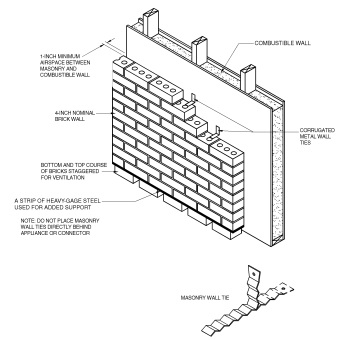 1-INCH MINIMUM
AIRSPACE BETWEEN
MASONRY AND
COMBUSTIBLE WALL
COMBUSTIBLE WALL
4-INCH NOMINAL
BRICK WALL
CORRUGATED
METAL WALL
TIES
BOTTOM AND TOP COURSE
OF BRICKS STAGGERED
FOR VENTILATION
A STRIP OF HEAVY-GAGE STEEL
USED FOR ADDED SUPPORT
NOTE: DO NOT PLACE MASONRY
WALL TIES DIRECTLY BEHIND
APPLIANCE OR CONNECTOR
MASONRY WALL TIE